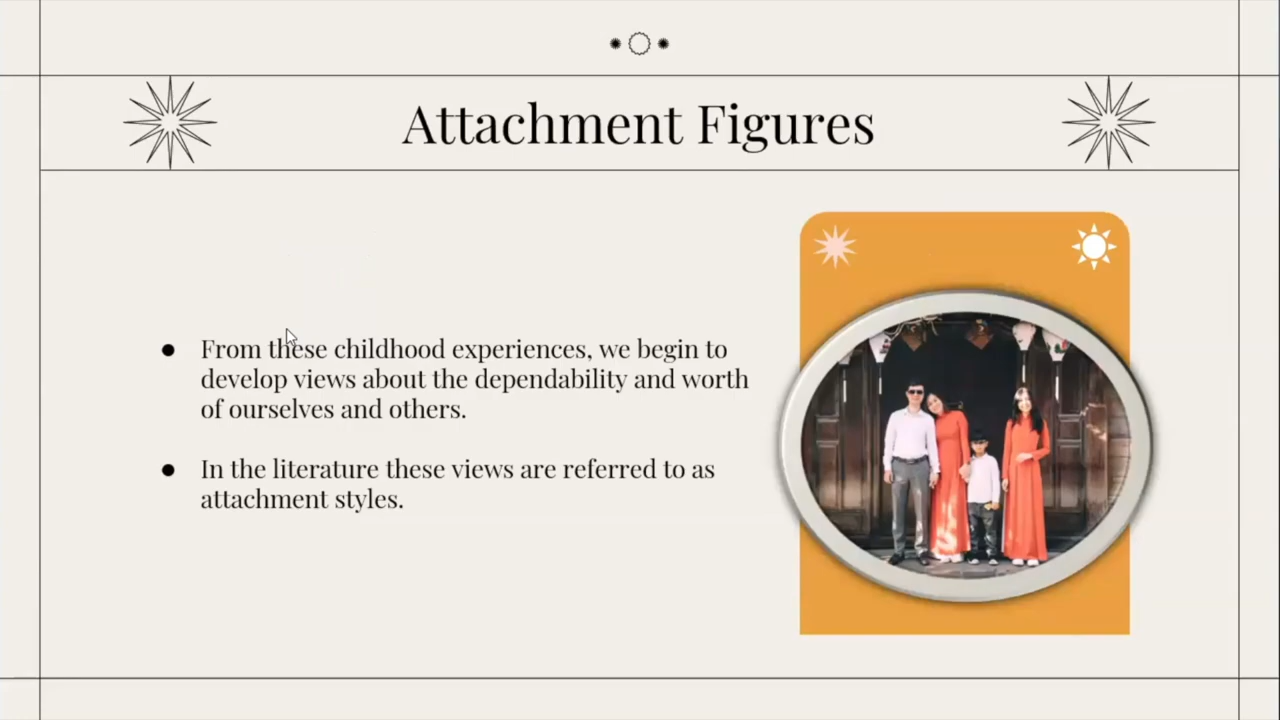 Attachment Figures
● From these childhood experiences, we begin to
develop views about the dependability and worth
of ourselves and others.
● In the literature these views are referred to as
attachment styles.